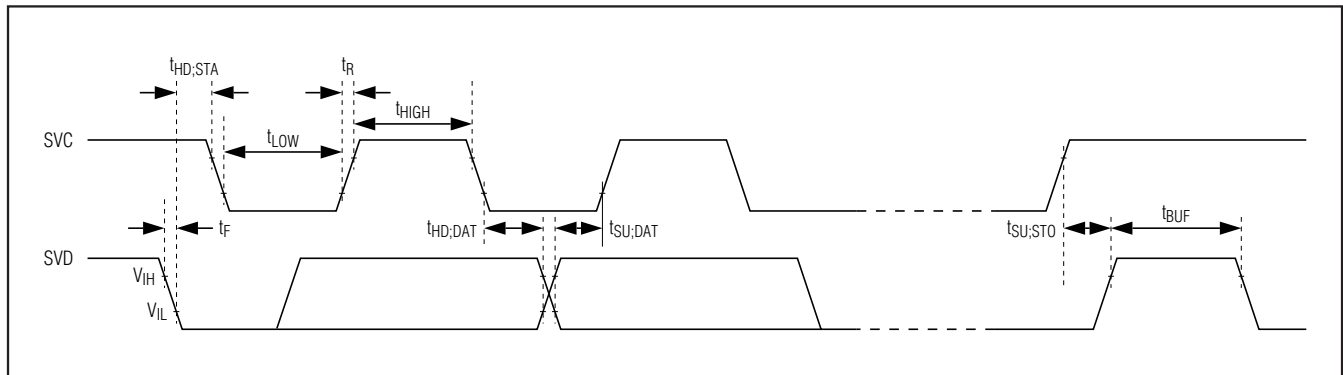 tHD;STA
tR
tHIGH
SVC
tLOW
tF
tHD;DAT
tSU;DAT
tSU;STO
tBUF
SVD
VIH
VIL